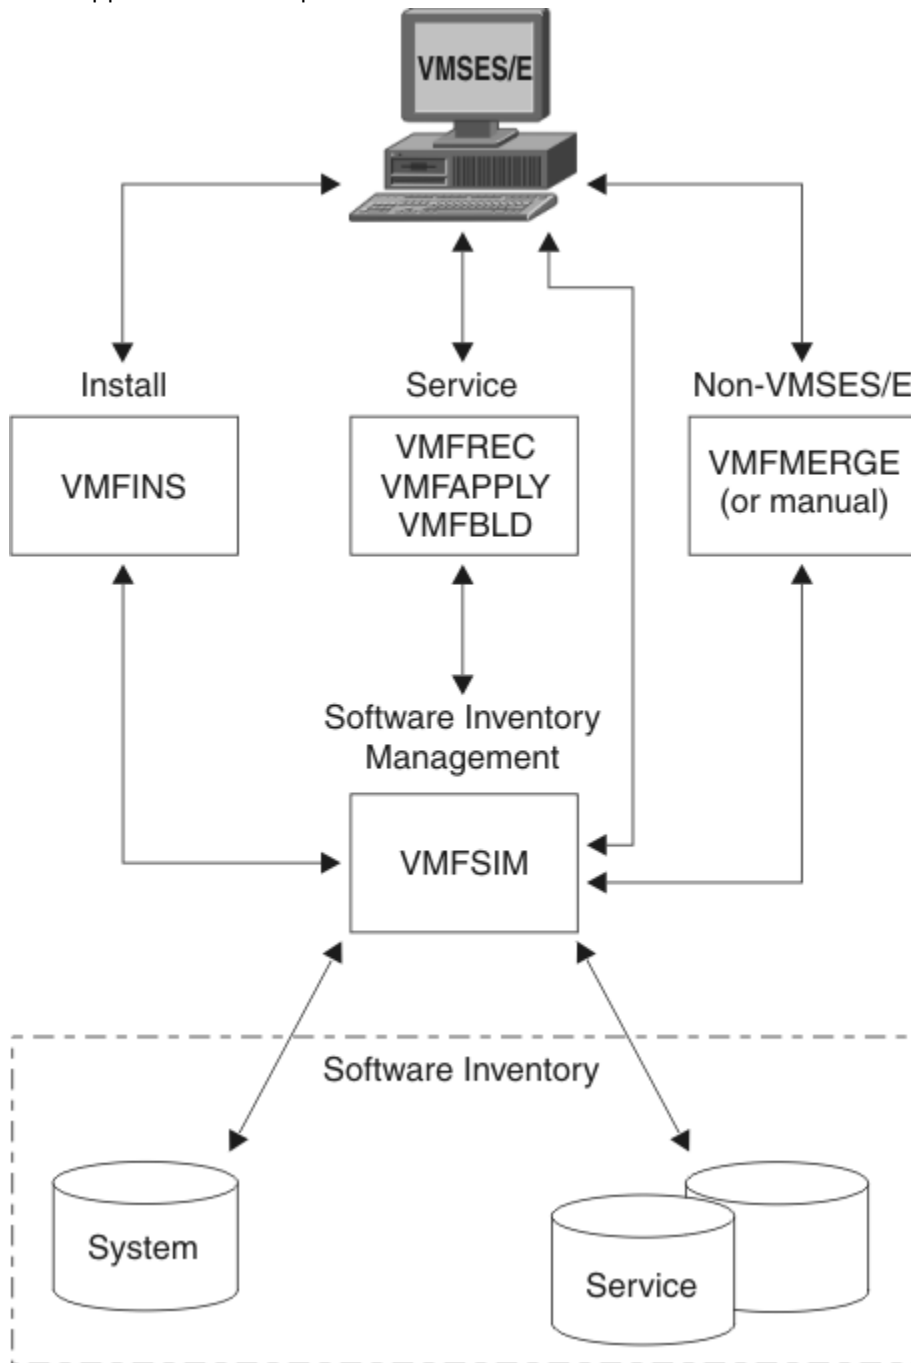 VMSES/E
Install
Service
Non-VMSES/E
VMFINS
VMFREC
VMFAPPLY
VMFBLD
VMFMERGE
(or manual)
Software Inventory
Management
VMFSIM
Software Inventory
System
Service